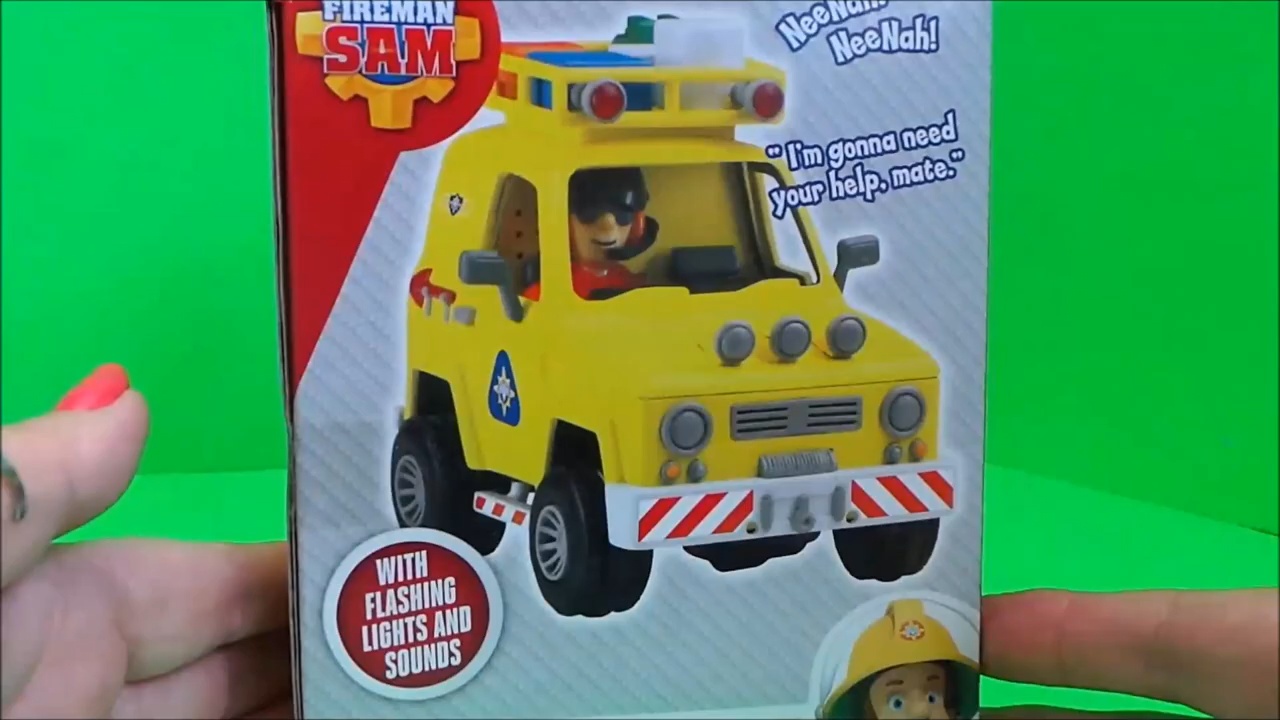 FIREMAN
SAM
NeeNah!
NeeNah!
"I'm gonna need
your help, mate."
WITH
FLASHING
LIGHTS AND
SOUNDS